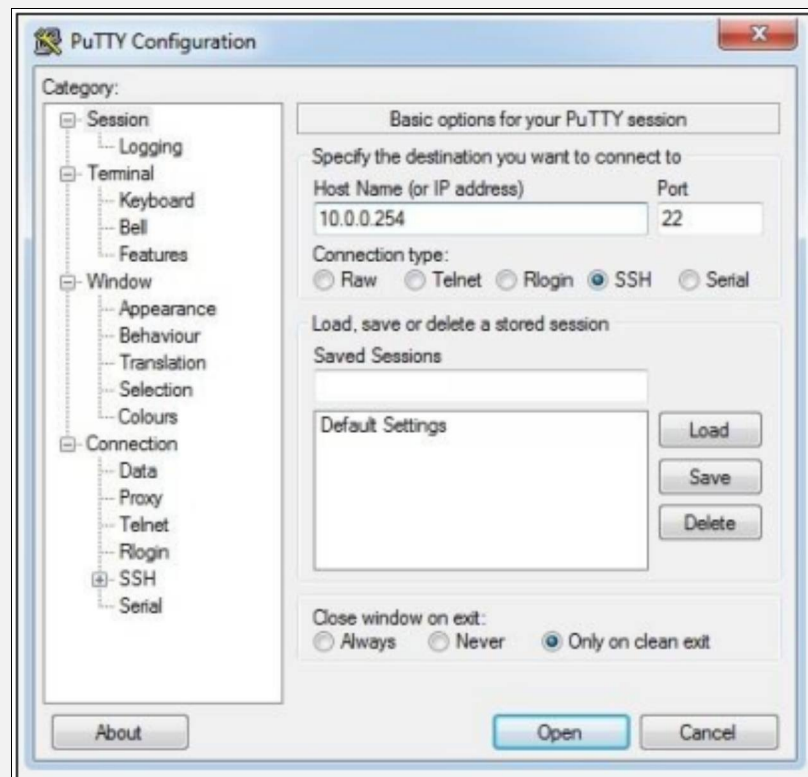 PuTTY Configuration
Category:
Session
Logging
Terminal
Keyboard
Bell
Features
Window
Appearance
Behaviour
Translation
Selection
Colours
Connection
Data
Proxy
Telnet
Rlogin
SSH
Serial
Basic options for your PuTTY session
Specify the destination you want to connect to
Host Name (or IP address) Port
10.0.0.254 22
Connection type:
Raw Telnet Rlogin SSH Serial
Load, save or delete a stored session
Saved Sessions
Default Settings
Load
Save
Delete
Close window on exit:
Always Never Only on clean exit
About Open Cancel